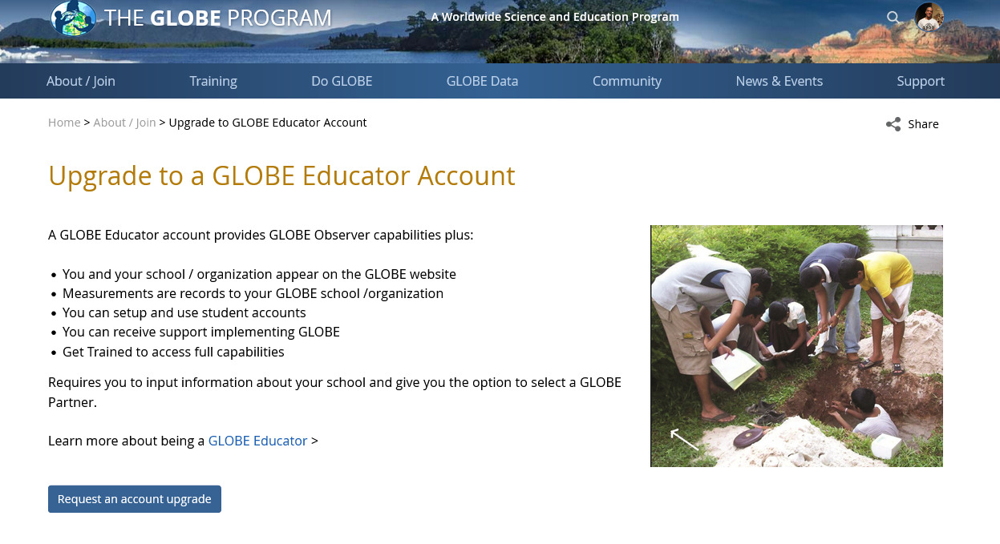 THE GLOBE PROGRAM
A Worldwide Science and Education Program
About / Join
Training
Do GLOBE
GLOBE Data
Community
News & Events
Support
Home > About / Join > Upgrade to GLOBE Educator Account
Share
Upgrade to a GLOBE Educator Account
A GLOBE Educator account provides GLOBE Observer capabilities plus:
You and your school / organization appear on the GLOBE website
Measurements are records to your GLOBE school /organization
You can setup and use student accounts
You can receive support implementing GLOBE
Get Trained to access full capabilities
Requires you to input information about your school and give you the option to select a GLOBE
Partner.
Learn more about being a GLOBE Educator >
Request an account upgrade